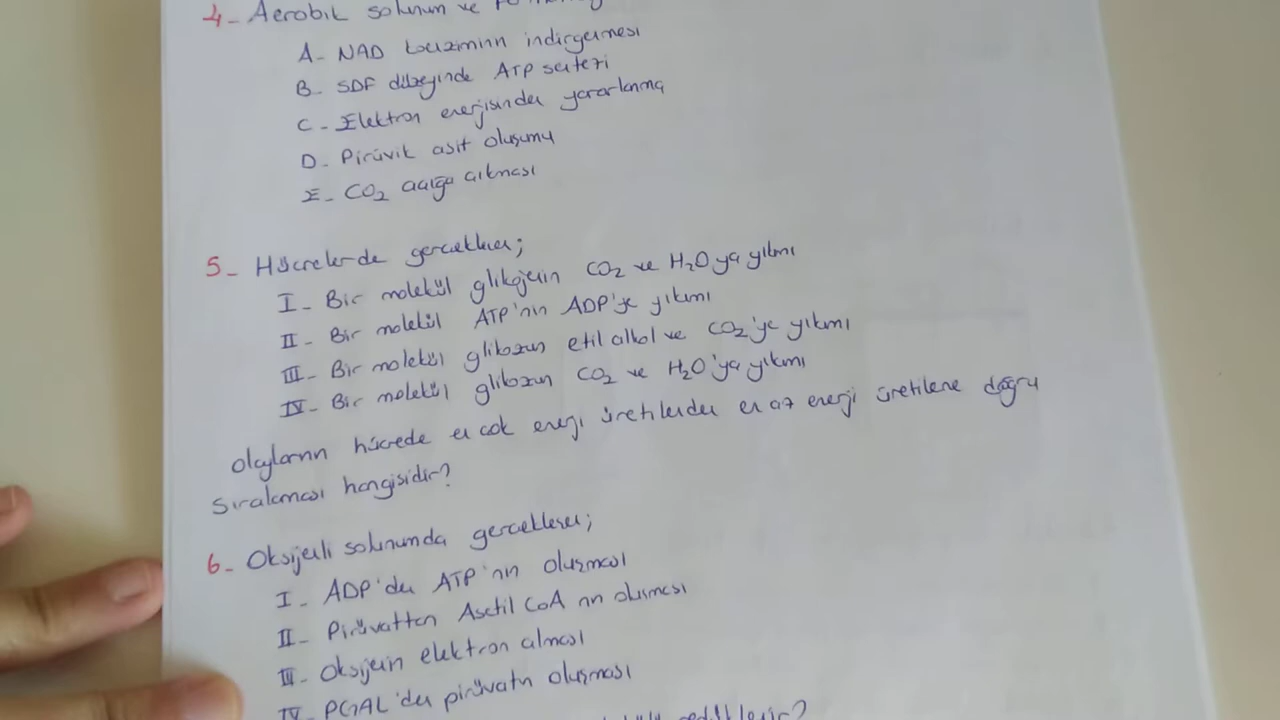 4- Aerobik solunum ve
A- NAD koenziminin indirgenmesi
B- SDF düzeyinde ATP sentezi
C- Elektron enerjisinden yararlanma
D- Pirüvik asit oluşumu
E- CO2 açığa çıkması
5- Hücrelerde gerçekleşen;
I- Bir molekül glikojenin CO2 ve H2O ya yıkımı
II- Bir molekül ATP'nin ADP'ye yıkımı
III- Bir molekül glikozun etil alkol ve CO2'ye yıkımı
IV- Bir molekül glikozun CO2 ve H2O'ya yıkımı
olayların hücrede en çok enerji üretilenden en az enerji üretilene doğru
sıralaması hangisidir?
6- Oksijenli solunumda gerçekleşen;
I- ADP'den ATP'nin oluşması
II- Pirüvattan Asetil CoA nın oluşması
III- Oksijenin elektron alması
IV- PGAL'den pirüvatın oluşması